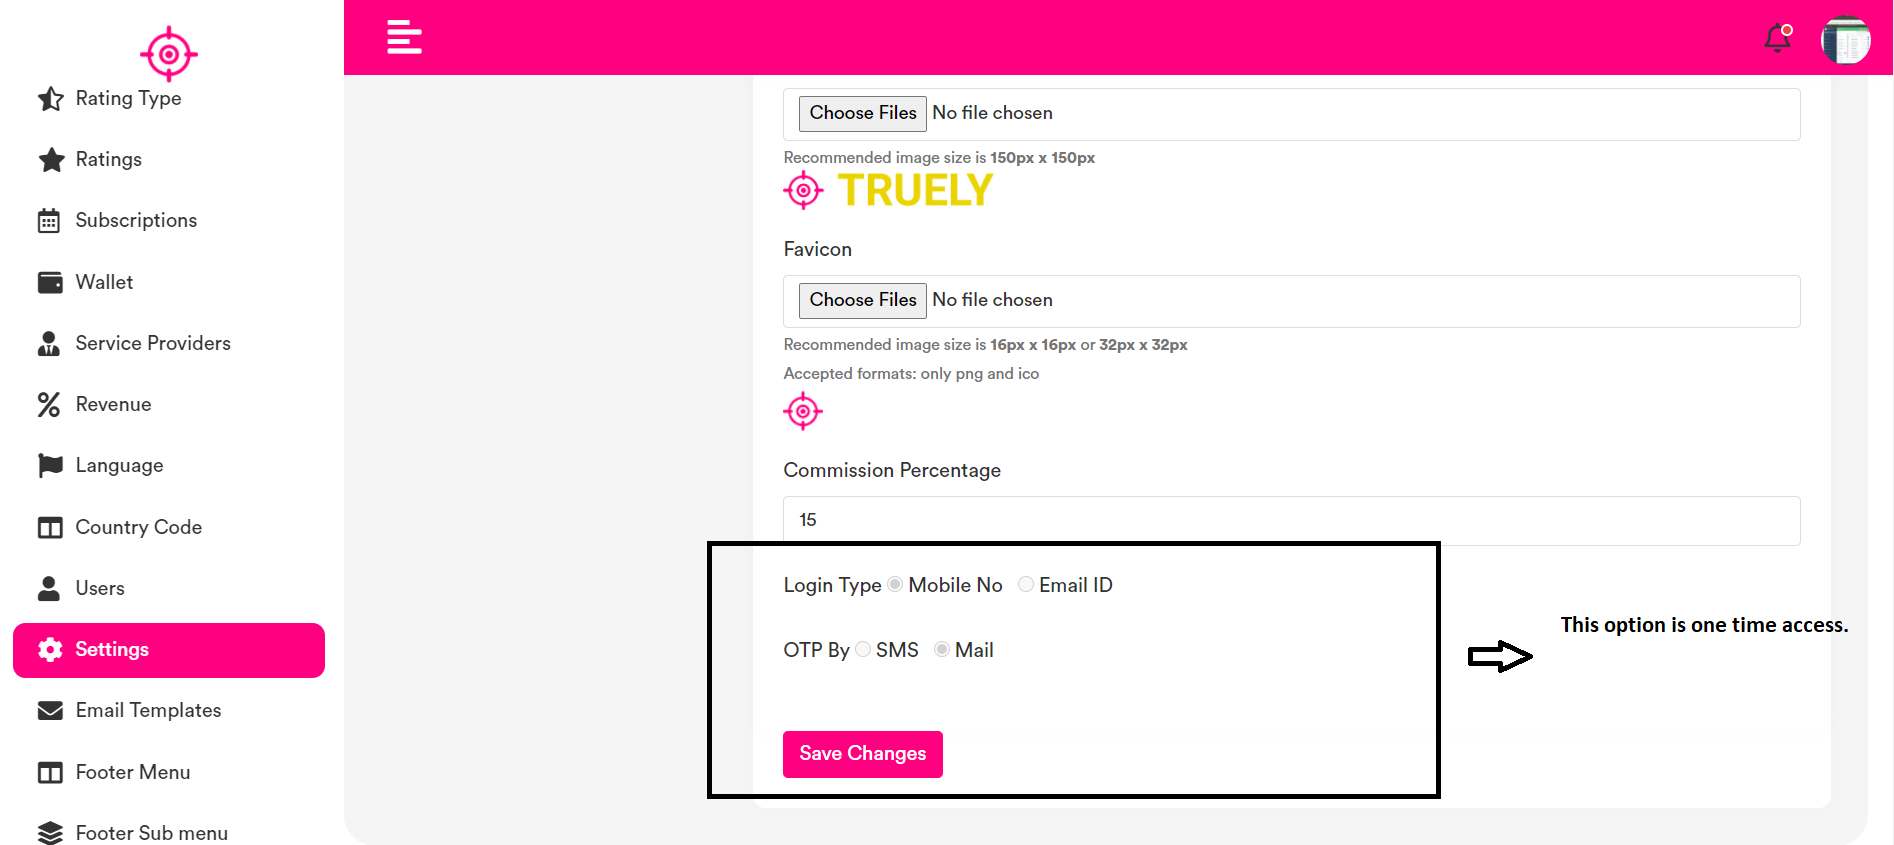 Rating Type
Ratings
Subscriptions
Wallet
Service Providers
Revenue
Language
Country Code
Users
Settings
Email Templates
Footer Menu
Footer Sub menu
Choose Files No file chosen
Recommended image size is 150px x 150px
TRUELY
Favicon
Choose Files No file chosen
Recommended image size is 16px x 16px or 32px x 32px
Accepted formats: only png and ico
Commission Percentage
15
Login Type Mobile No Email ID
OTP By SMS Mail
Save Changes
This option is one time access.